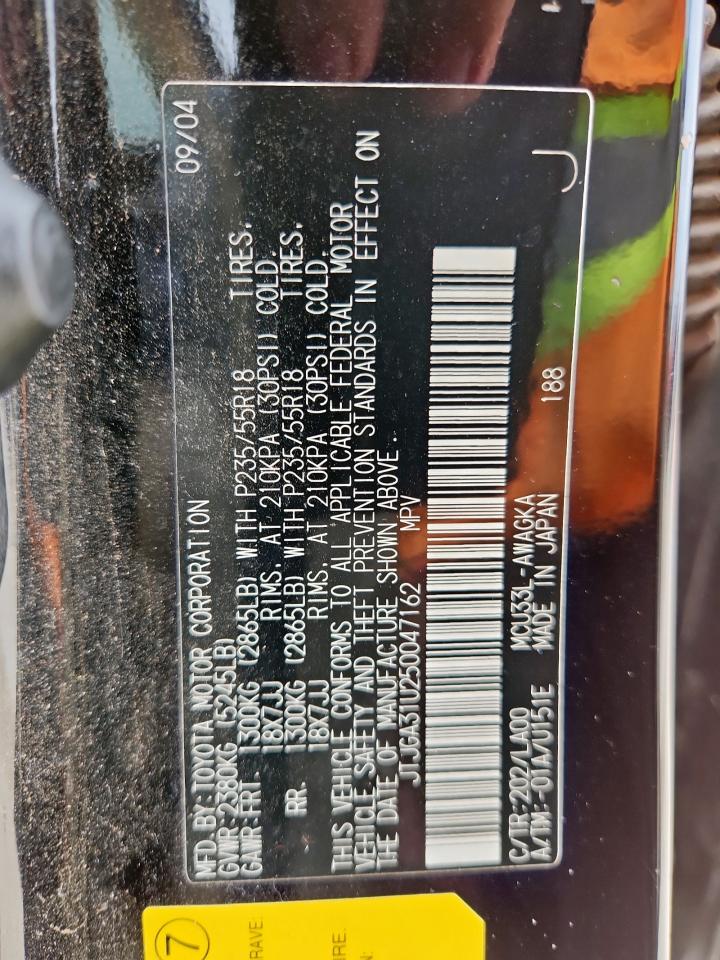 09/04
MFD. BY: TOYOTA MOTOR CORPORATION
GVWR: 2380KG (5245LB)
GAWR: FRT. 1300KG (2865LB) WITH P235/55R18 TIRES,
18X7JJ RIMS, AT 210KPA (30PSI) COLD.
RR. 1300KG (2865LB) WITH P235/55R18 TIRES,
18X7JJ RIMS, AT 210KPA (30PSI) COLD.
THIS VEHICLE CONFORMS TO ALL APPLICABLE FEDERAL MOTOR
VEHICLE SAFETY AND THEFT PREVENTION STANDARDS IN EFFECT ON
THE DATE OF MANUFACTURE SHOWN ABOVE.
JTJGA31U250047162 MPV
C/TR:202/LA00 MCU33L-AWAGKA
A/TM:-01A/U151E MADE IN JAPAN 188 J
7
RAVE:
IRE.
N: